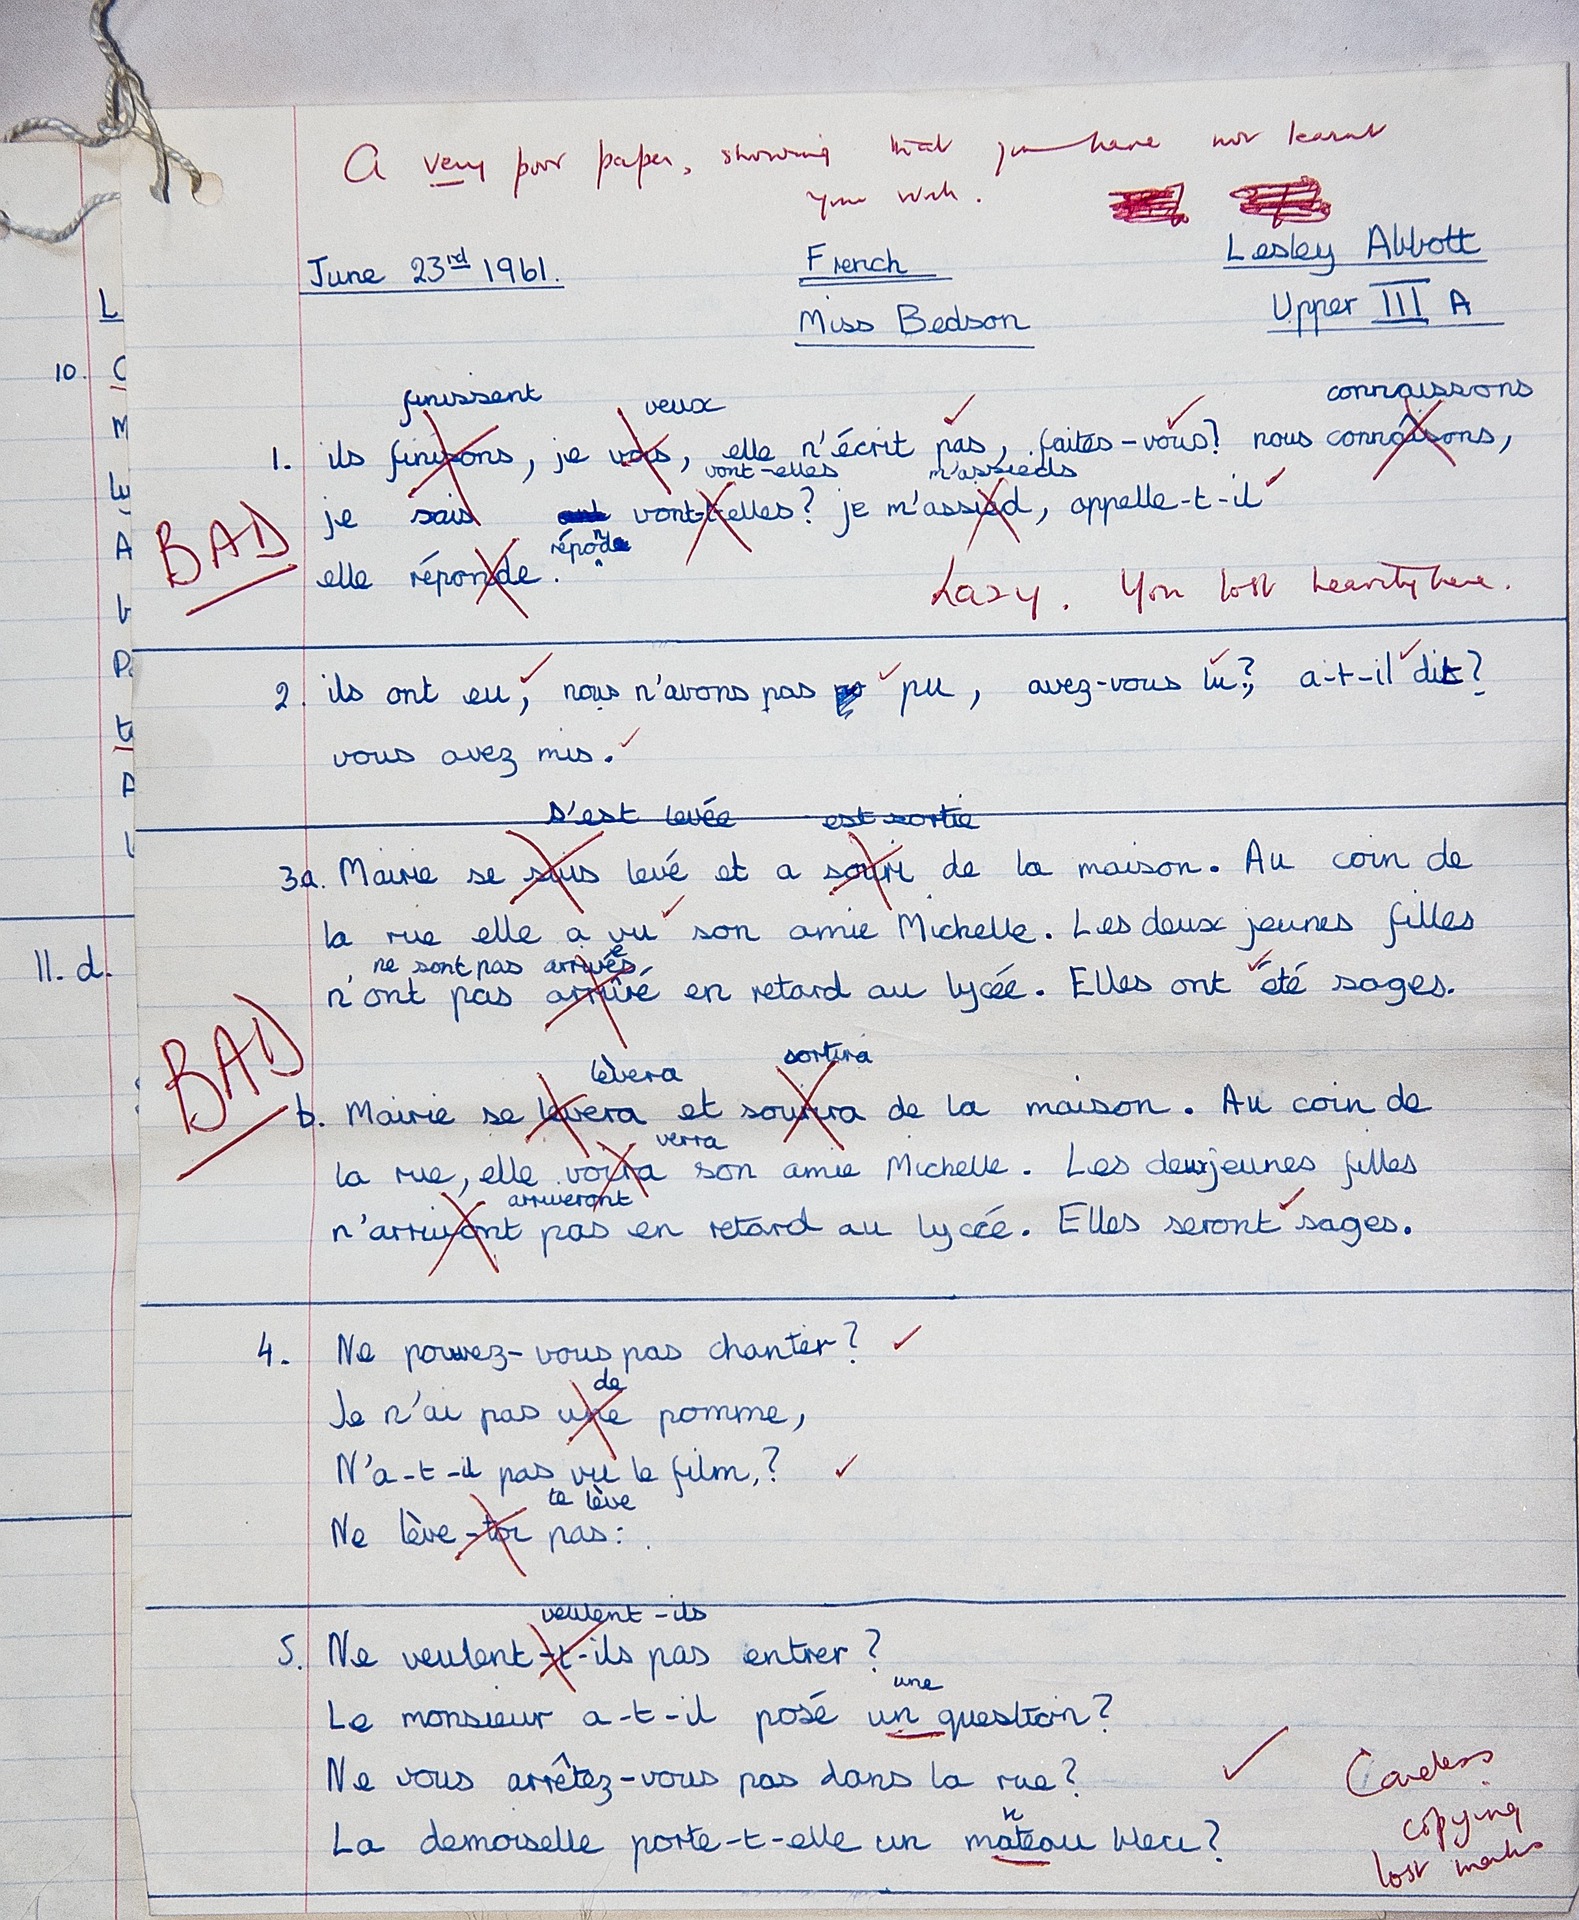 A very poor paper, showing that you have not learnt
your work.
June 23rd 1961.
French
Lesley Abbott
Miss Bedson
Upper III A
L
10. C
M
A
P
A
11. d.
finissent veux connaissons
1. ils finisons, je vois, elle n'écrit pas, faites-vous? nous connaîsons,
vont-elles m'assieds
je sais vont-t-elles? je m'assied, appelle-t-il
réponde
n
BAD
elle réponde.
Lazy. You lost heavily here.
2. ils ont eu, nous n'avons pas pu, avez-vous lu? a-t-il dit?
vous avez mis.
s'est levée est sortie
3a. Mairie se suis levé et a souri de la maison. Au coin de
la rue elle a vu son amie Michelle. Les deux jeunes filles
ne sont pas arrivées
n'ont pas arrivé en retard au lycée. Elles ont été sages.
BAD
lèvera sortira
b. Mairie se levera et sourira de la maison. Au coin de
verra
la rue, elle voira son amie Michelle. Les deux jeunes filles
arriveront
n'arrivont pas en retard au lycée. Elles seront sages.
4. Ne pouvez-vous pas chanter?
de
Je n'ai pas une pomme,
N'a-t-il pas vu le film,?
te lève
Ne lève-toi pas:.
veulent-ils
5. Ne veulent-t-ils pas entrer?
une
Le monsieur a-t-il posé un question?
Ne vous arrêtez-vous pas dans la rue?
n
La demoiselle porte-t-elle un mateau bleu?
Careless
copying
lost marks